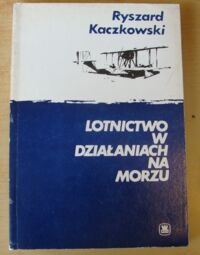 Ryszard
Kaczkowski
LOTNICTWO
W
DZIAŁANIACH
NA
MORZU